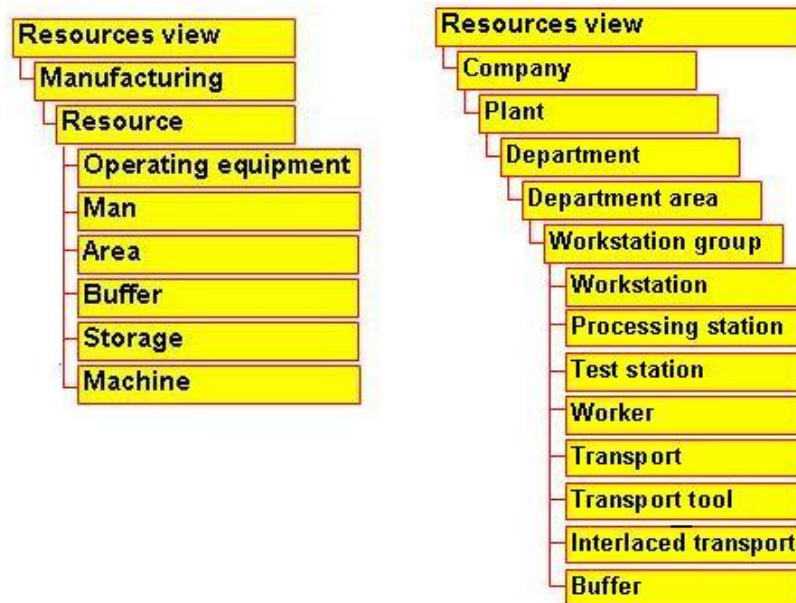 Resources view
Manufacturing
Resource
Operating equipment
Man
Area
Buffer
Storage
Machine
Resources view
Company
Plant
Department
Department area
Workstation group
Workstation
Processing station
Test station
Worker
Transport
Transport tool
Interlaced transport
Buffer